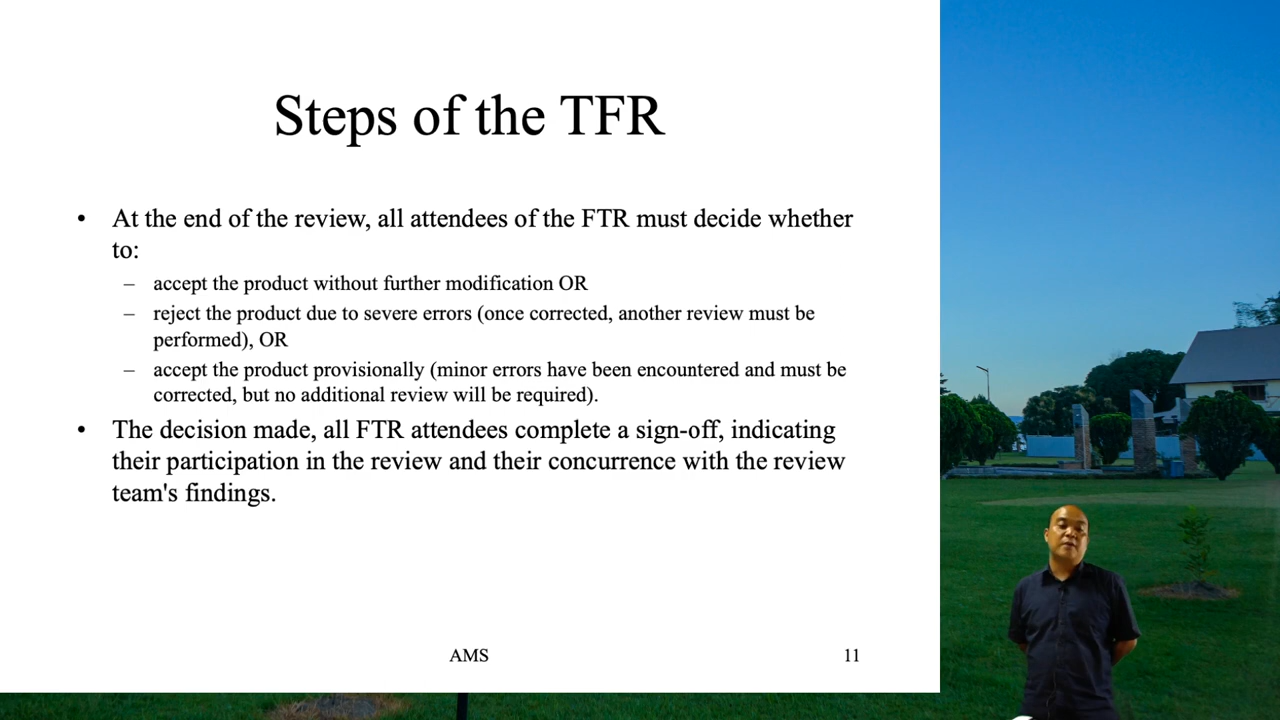 Steps of the TFR
• At the end of the review, all attendees of the FTR must decide whether
to:
– accept the product without further modification OR
– reject the product due to severe errors (once corrected, another review must be
performed), OR
– accept the product provisionally (minor errors have been encountered and must be
corrected, but no additional review will be required).
• The decision made, all FTR attendees complete a sign-off, indicating
their participation in the review and their concurrence with the review
team's findings.
AMS
11